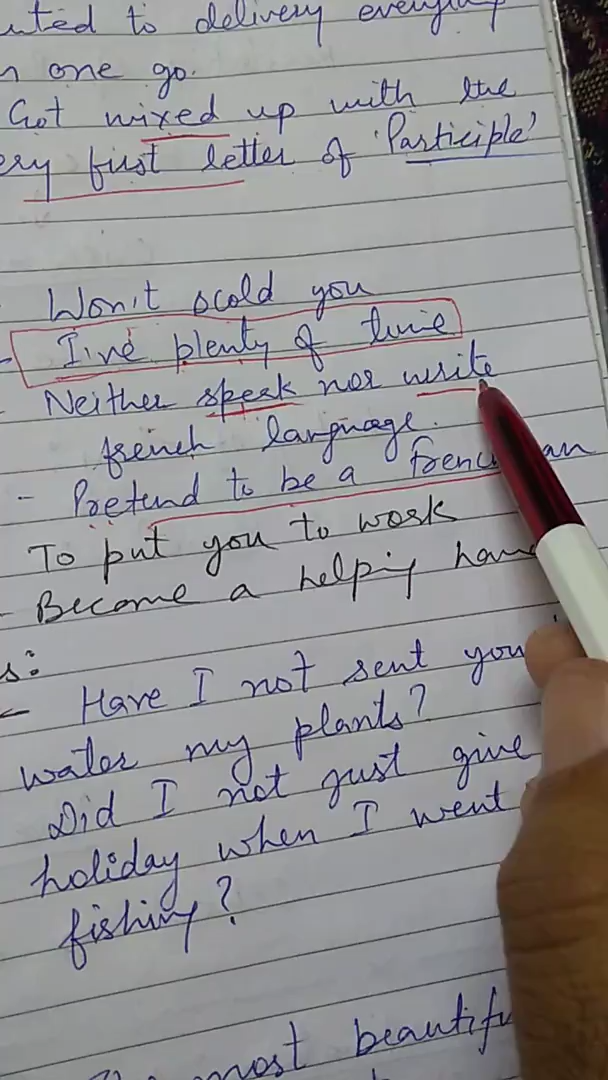 to delivery
one go.
Got mixed up with the
first letter of 'Participle'
Won't scold you
I've plenty of time
Neither speak nor write
french language.
- Pretend to be a
To put you to work
- Become a helping
Have I not sent you
water my plants?
Did I not just give
holiday when I went
fishing?
most